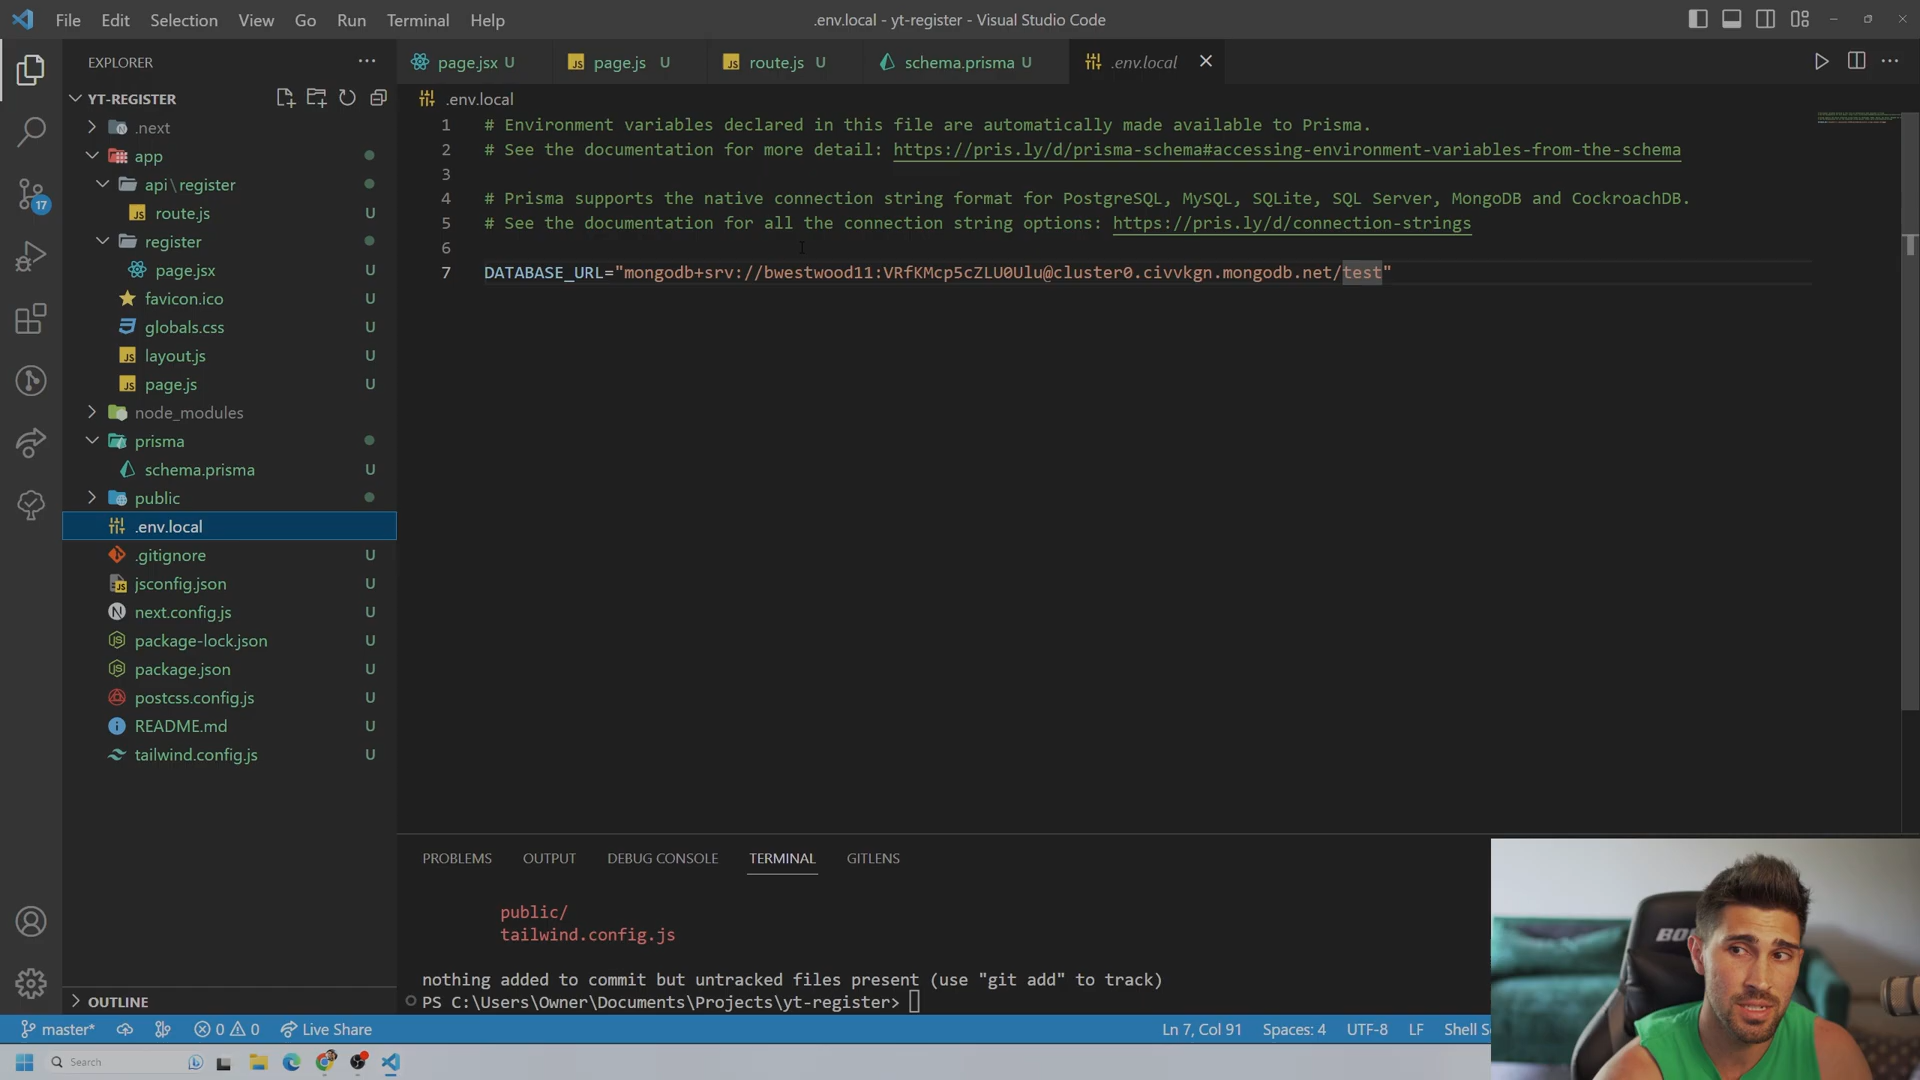 File Edit Selection View Go Run Terminal Help
.env.local - yt-register - Visual Studio Code
EXPLORER
YT-REGISTER
.next
app
api\register
route.js U
register
page.jsx U
favicon.ico U
globals.css U
layout.js U
page.js U
node_modules
prisma
schema.prisma U
public
.env.local
.gitignore U
jsconfig.json U
next.config.js U
package-lock.json U
package.json U
postcss.config.js U
README.md U
tailwind.config.js U
OUTLINE
17
page.jsx U
page.js U
route.js U
schema.prisma U
.env.local
.env.local
1 # Environment variables declared in this file are automatically made available to Prisma.
2 # See the documentation for more detail: https://pris.ly/d/prisma-schema#accessing-environment-variables-from-the-schema
3
4 # Prisma supports the native connection string format for PostgreSQL, MySQL, SQLite, SQL Server, MongoDB and CockroachDB.
5 # See the documentation for all the connection string options: https://pris.ly/d/connection-strings
6
7 DATABASE_URL="mongodb+srv://bwestwood11:VRfKMcp5cZLU0Ulu@cluster0.civvkgn.mongodb.net/test"
PROBLEMS OUTPUT DEBUG CONSOLE TERMINAL GITLENS
public/
tailwind.config.js
nothing added to commit but untracked files present (use "git add" to track)
PS C:\Users\Owner\Documents\Projects\yt-register>
master* 0 0 Live Share
Ln 7, Col 91 Spaces: 4 UTF-8 LF Shell
Search